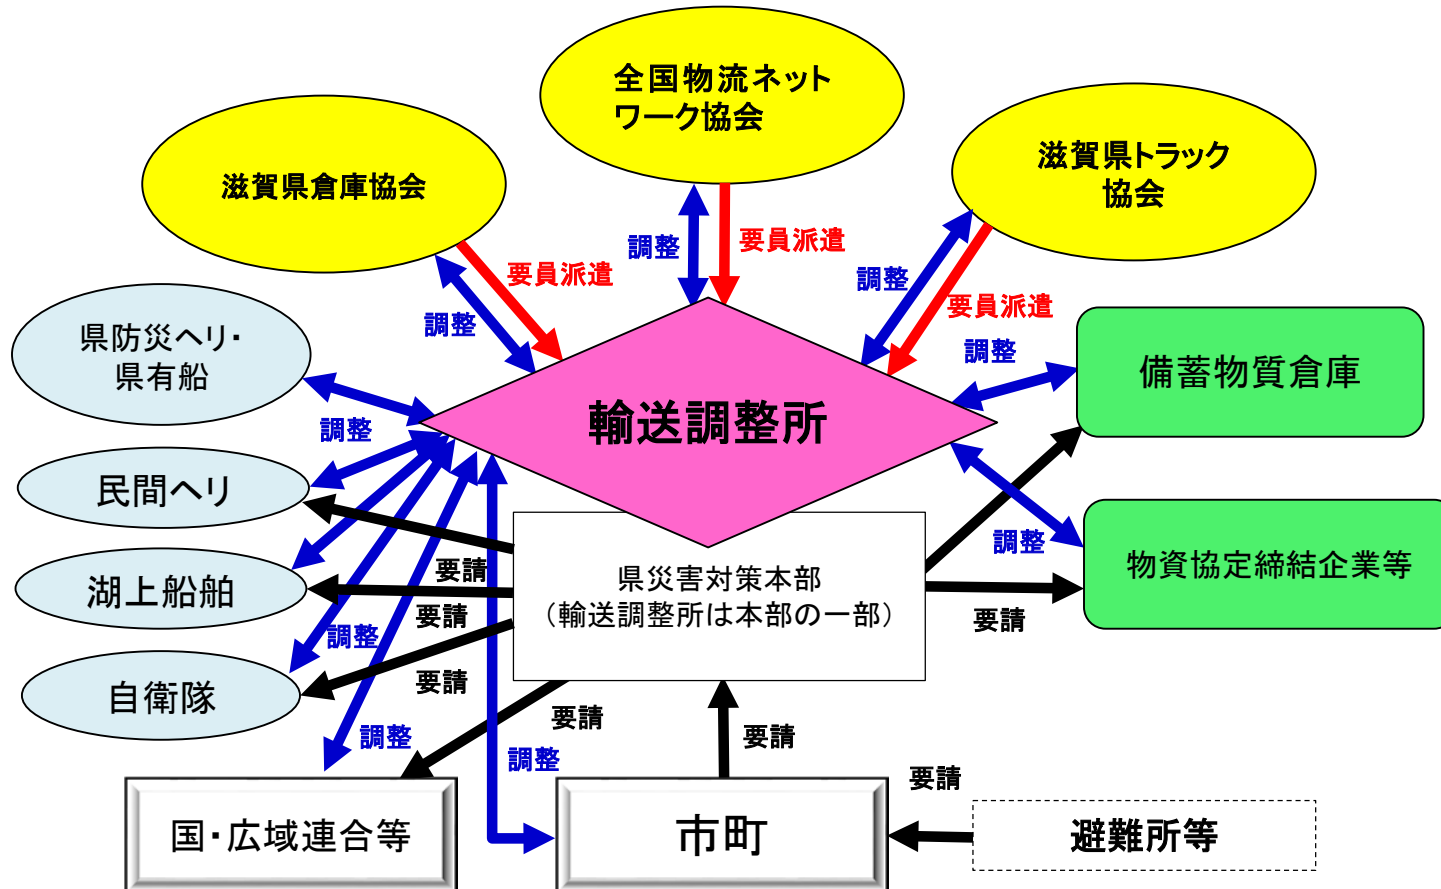 全国物流ネット
ワーク協会
滋賀県倉庫協会
滋賀県トラック
協会
調整
要員派遣
要員派遣
調整
調整
要員派遣
県防災ヘリ・
県有船
調整
備蓄物質倉庫
輸送調整所
調整
民間ヘリ
調整
物資協定締結企業等
要請
県災害対策本部
（輸送調整所は本部の一部）
湖上船舶
要請
要請
調整
自衛隊
要請
要請
調整
調整
要請
要請
国・広域連合等
市町
避難所等